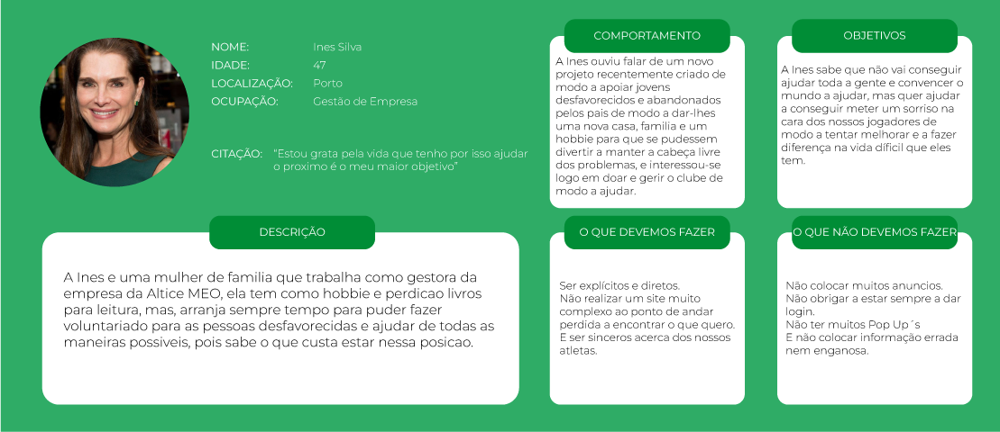 NOME: Ines Silva
IDADE: 47
LOCALIZAÇÃO: Porto
OCUPAÇÃO: Gestão de Empresa
CITAÇÃO: “Estou grata pela vida que tenho por isso ajudar
o proximo é o meu maior objetivo”
COMPORTAMENTO
A Ines ouviu falar de um novo
projeto recentemente criado de
modo a apoiar jovens
desfavorecidos e abandonados
pelos pais de modo a dar-lhes
uma nova casa, familia e um
hobbie para que se pudessem
divertir a manter a cabeça livre
dos problemas, e interessou-se
logo em doar e gerir o clube de
modo a ajudar.
OBJETIVOS
A Ines sabe que não vai conseguir
ajudar toda a gente e convencer o
mundo a ajudar, mas quer ajudar
a conseguir meter um sorriso na
cara dos nossos jogadores de
modo a tentar melhorar e a fazer
diferença na vida díficil que eles
tem.
DESCRIÇÃO
A Ines e uma mulher de familia que trabalha como gestora da
empresa da Altice MEO, ela tem como hobbie e perdicao livros
para leitura, mas, arranja sempre tempo para puder fazer
voluntariado para as pessoas desfavorecidas e ajudar de todas as
maneiras possiveis, pois sabe o que custa estar nessa posicao.
O QUE DEVEMOS FAZER
Ser explícitos e diretos.
Não realizar um site muito
complexo ao ponto de andar
perdida a encontrar o que quero.
E ser sinceros acerca dos nossos
atletas.
O QUE NÃO DEVEMOS FAZER
Não colocar muitos anuncios.
Não obrigar a estar sempre a dar
login.
Não ter muitos Pop Up´s
E não colocar informação errada
nem enganosa.